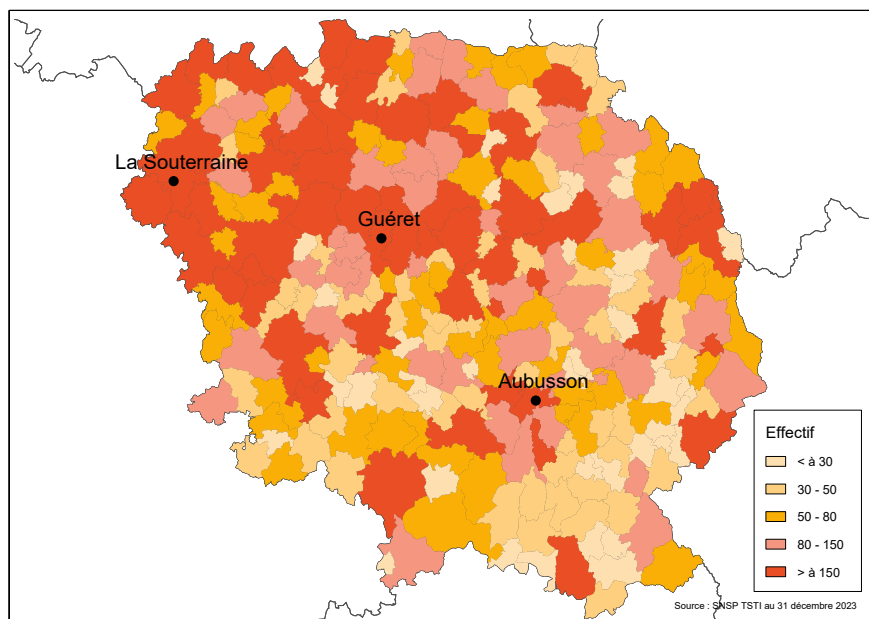 La Souterraine
Guéret
Aubusson
Effectif
< à 30
30 - 50
50 - 80
80 - 150
> à 150
Source : SNSP TSTI au 31 décembre 2023